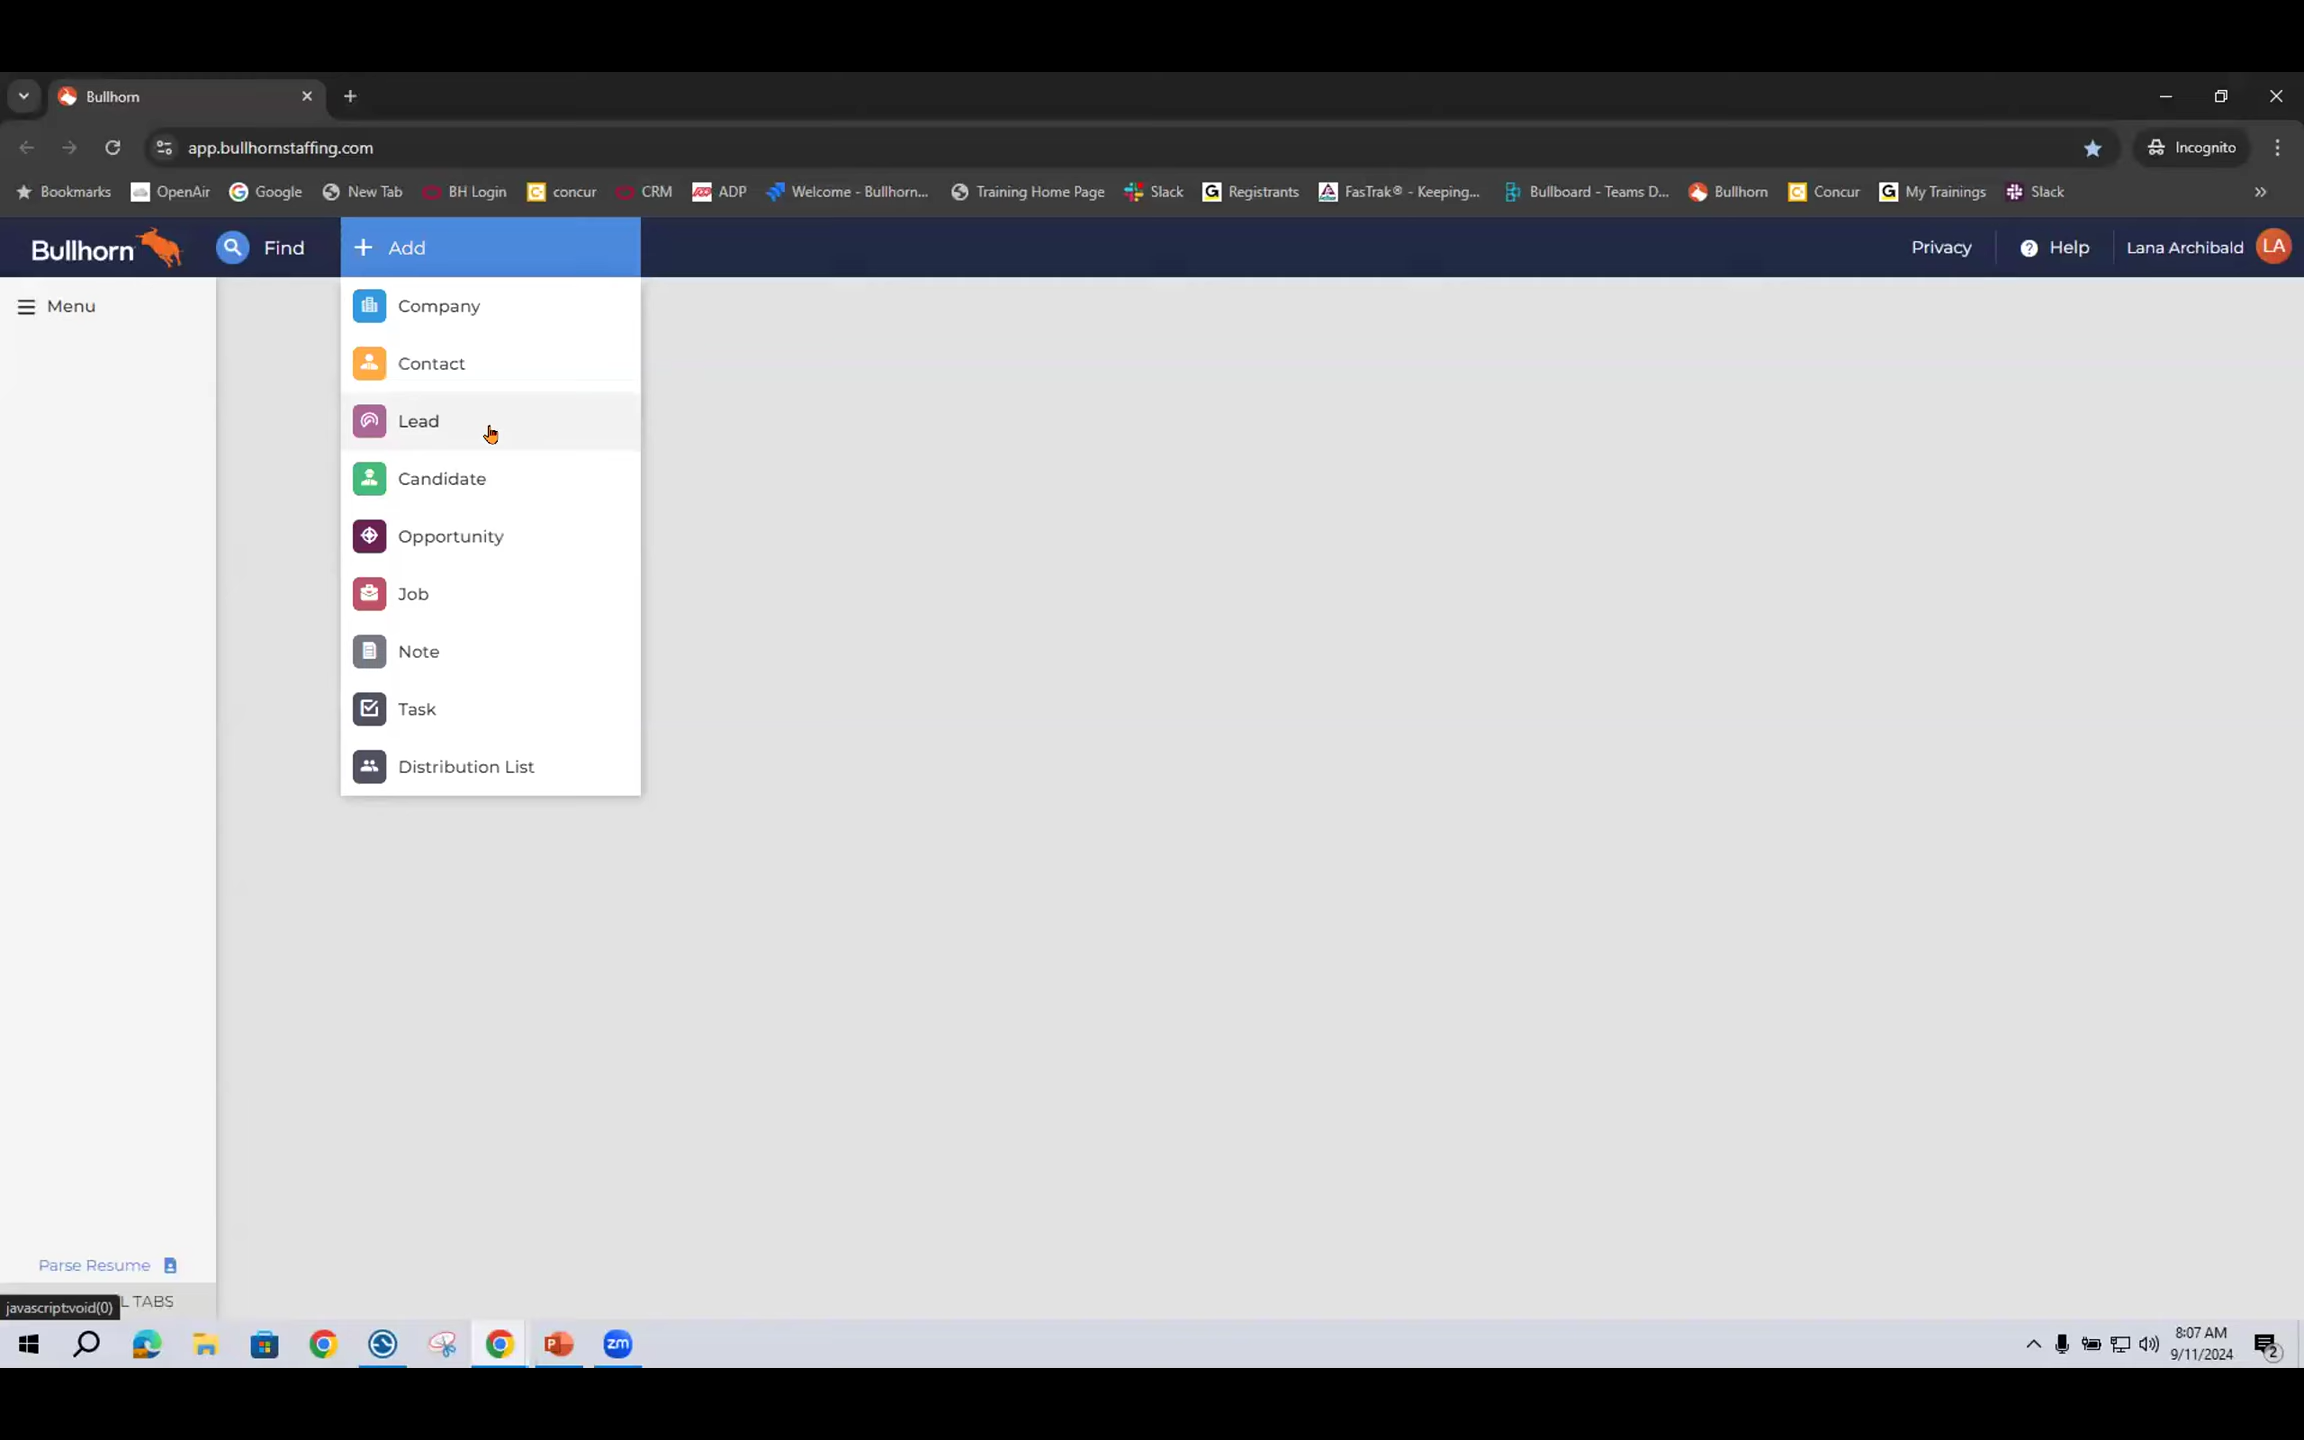 Bullhorn
app.bullhornstaffing.com
Incognito
Bookmarks OpenAir Google New Tab BH Login concur CRM ADP Welcome - Bullhorn... Training Home Page Slack Registrants FasTrak® - Keeping... Bullboard - Teams D... Bullhorn Concur My Trainings Slack
Bullhorn Find + Add Privacy Help Lana Archibald LA
Menu
Company
Contact
Lead
Candidate
Opportunity
Job
Note
Task
Distribution List
Parse Resume
javascript:void(0) L TABS
zm
8:07 AM
9/11/2024
2